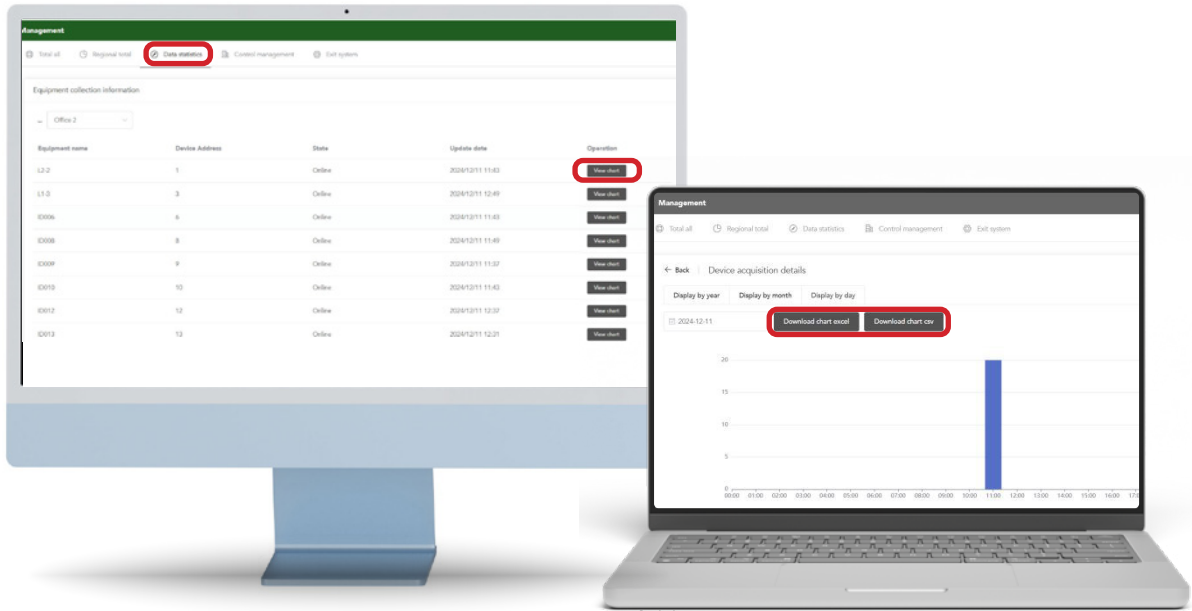 Management
Total all Regional total Data statistics Control management Exit system
Equipment collection information
Office 2
Equipment name Device Address State Update date Operation
L2-2 1 Online 2024/12/11 11:43 View chart
L1-3 3 Online 2024/12/11 12:49 View chart
ID006 6 Online 2024/12/11 11:43 View chart
ID008 8 Online 2024/12/11 11:49 View chart
ID009 9 Online 2024/12/11 11:37 View chart
ID010 10 Online 2024/12/11 11:43 View chart
ID012 12 Online 2024/12/11 12:37 View chart
ID013 13 Online 2024/12/11 12:31 View chart
Management
Total all Regional total Data statistics Control management Exit system
← Back Device acquisition details
Display by year Display by month Display by day
2024-12-11 Download chart excel Download chart csv
20
15
10
5
0
00:00 01:00 02:00 03:00 04:00 05:00 06:00 07:00 08:00 09:00 10:00 11:00 12:00 13:00 14:00 15:00 16:00